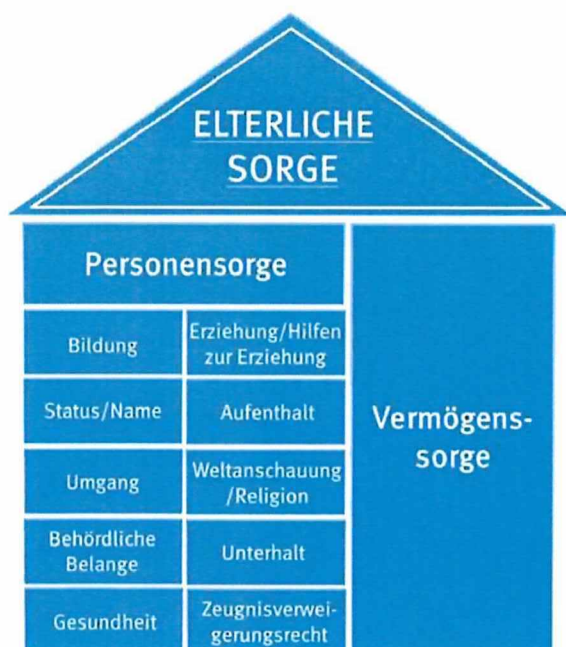 ELTERLICHE
SORGE
Personensorge
Bildung
Erziehung/Hilfen
zur Erziehung
Status/Name
Aufenthalt
Umgang
Weltanschauung
/Religion
Behördliche
Belange
Unterhalt
Gesundheit
Zeugnisverwei-
gerungsrecht
Vermögens-
sorge